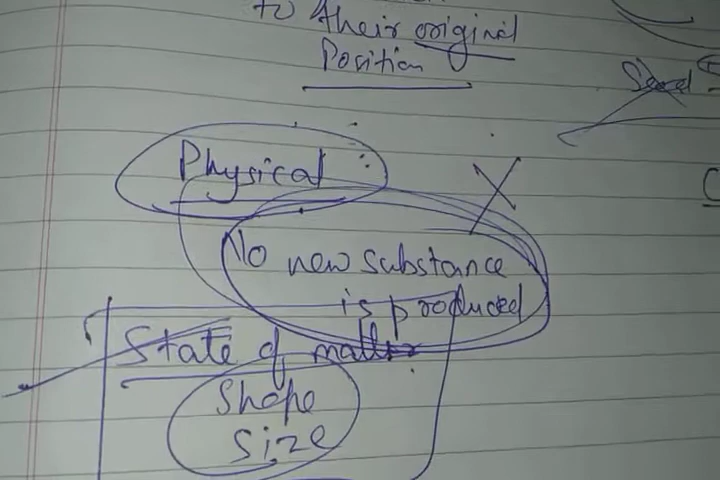 to their original
Position
Physical
No new substance
is produced
State of matter
Shape
Size